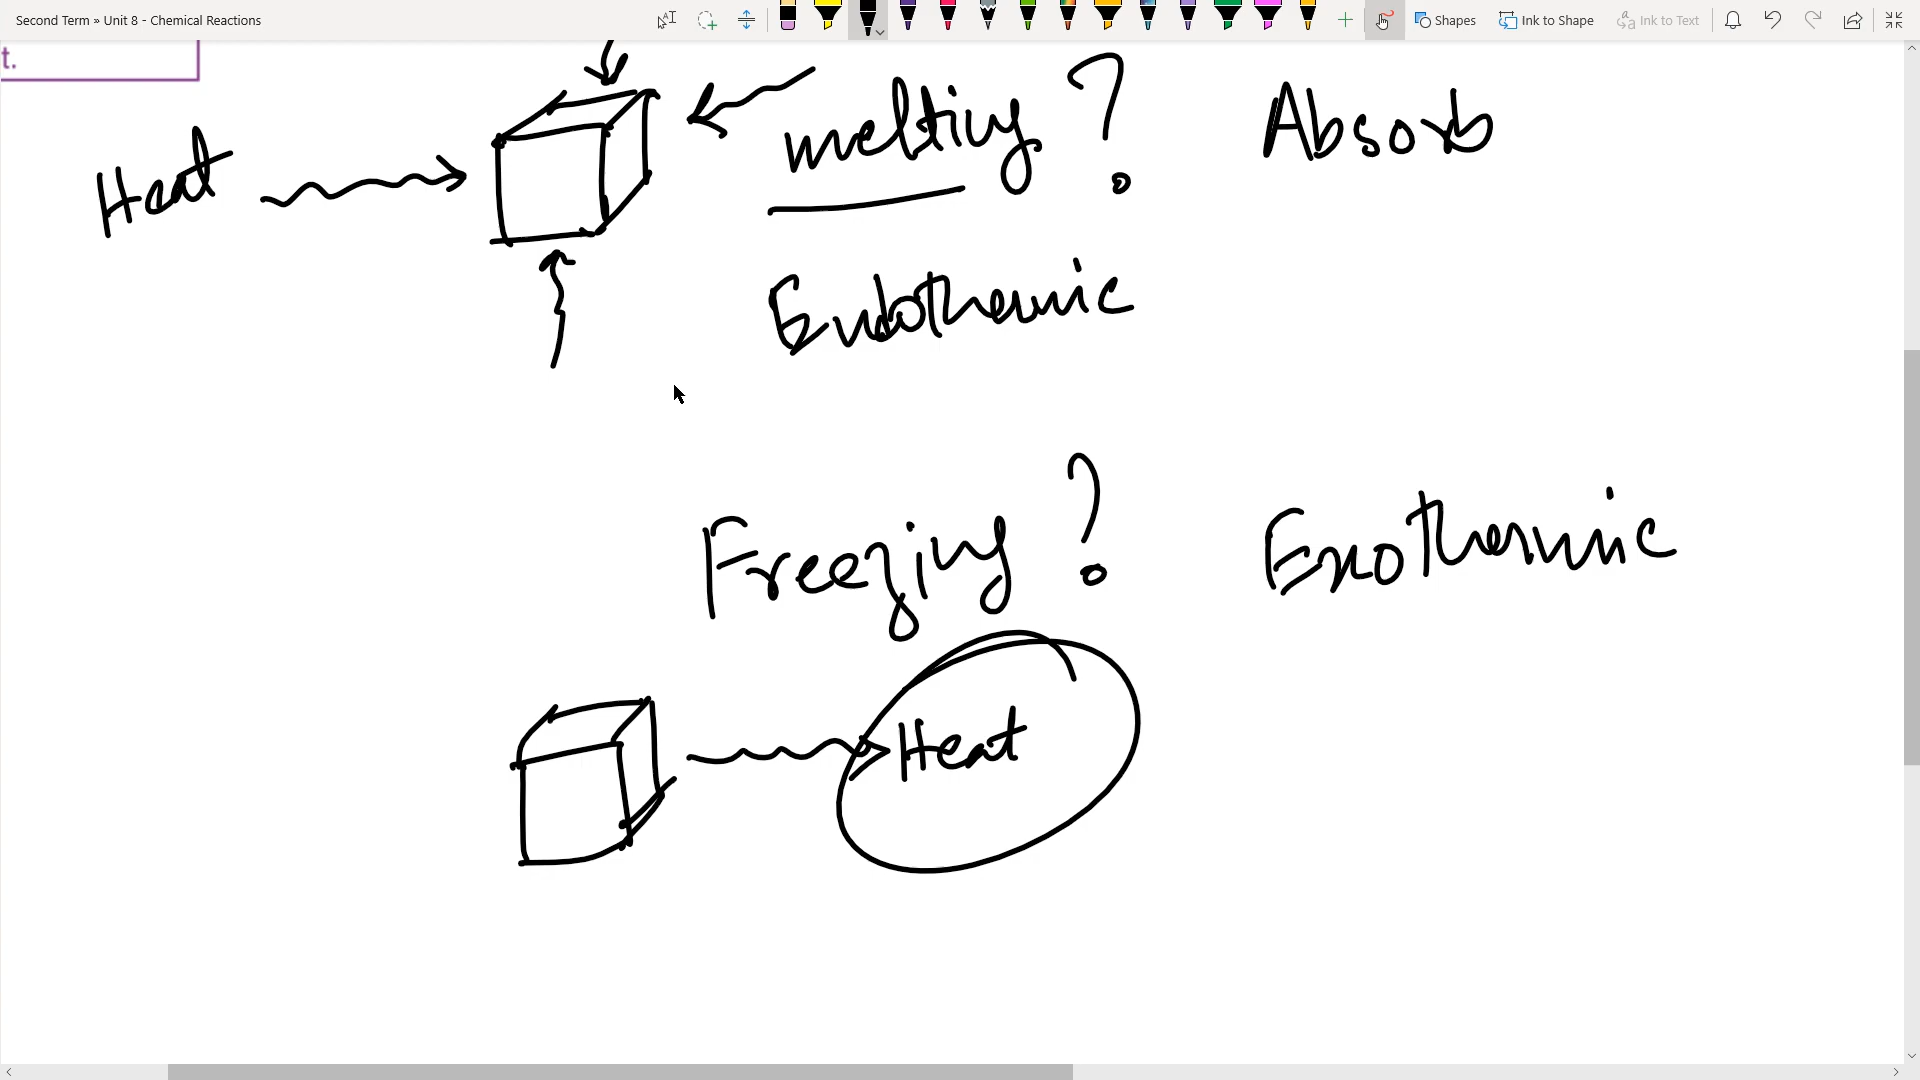 Second Term » Unit 8 - Chemical Reactions
Shapes
Ink to Shape
Ink to Text
t.
melting ?
Absorb
Heat
Endothermic
Freezing ?
Exothermic
Heat